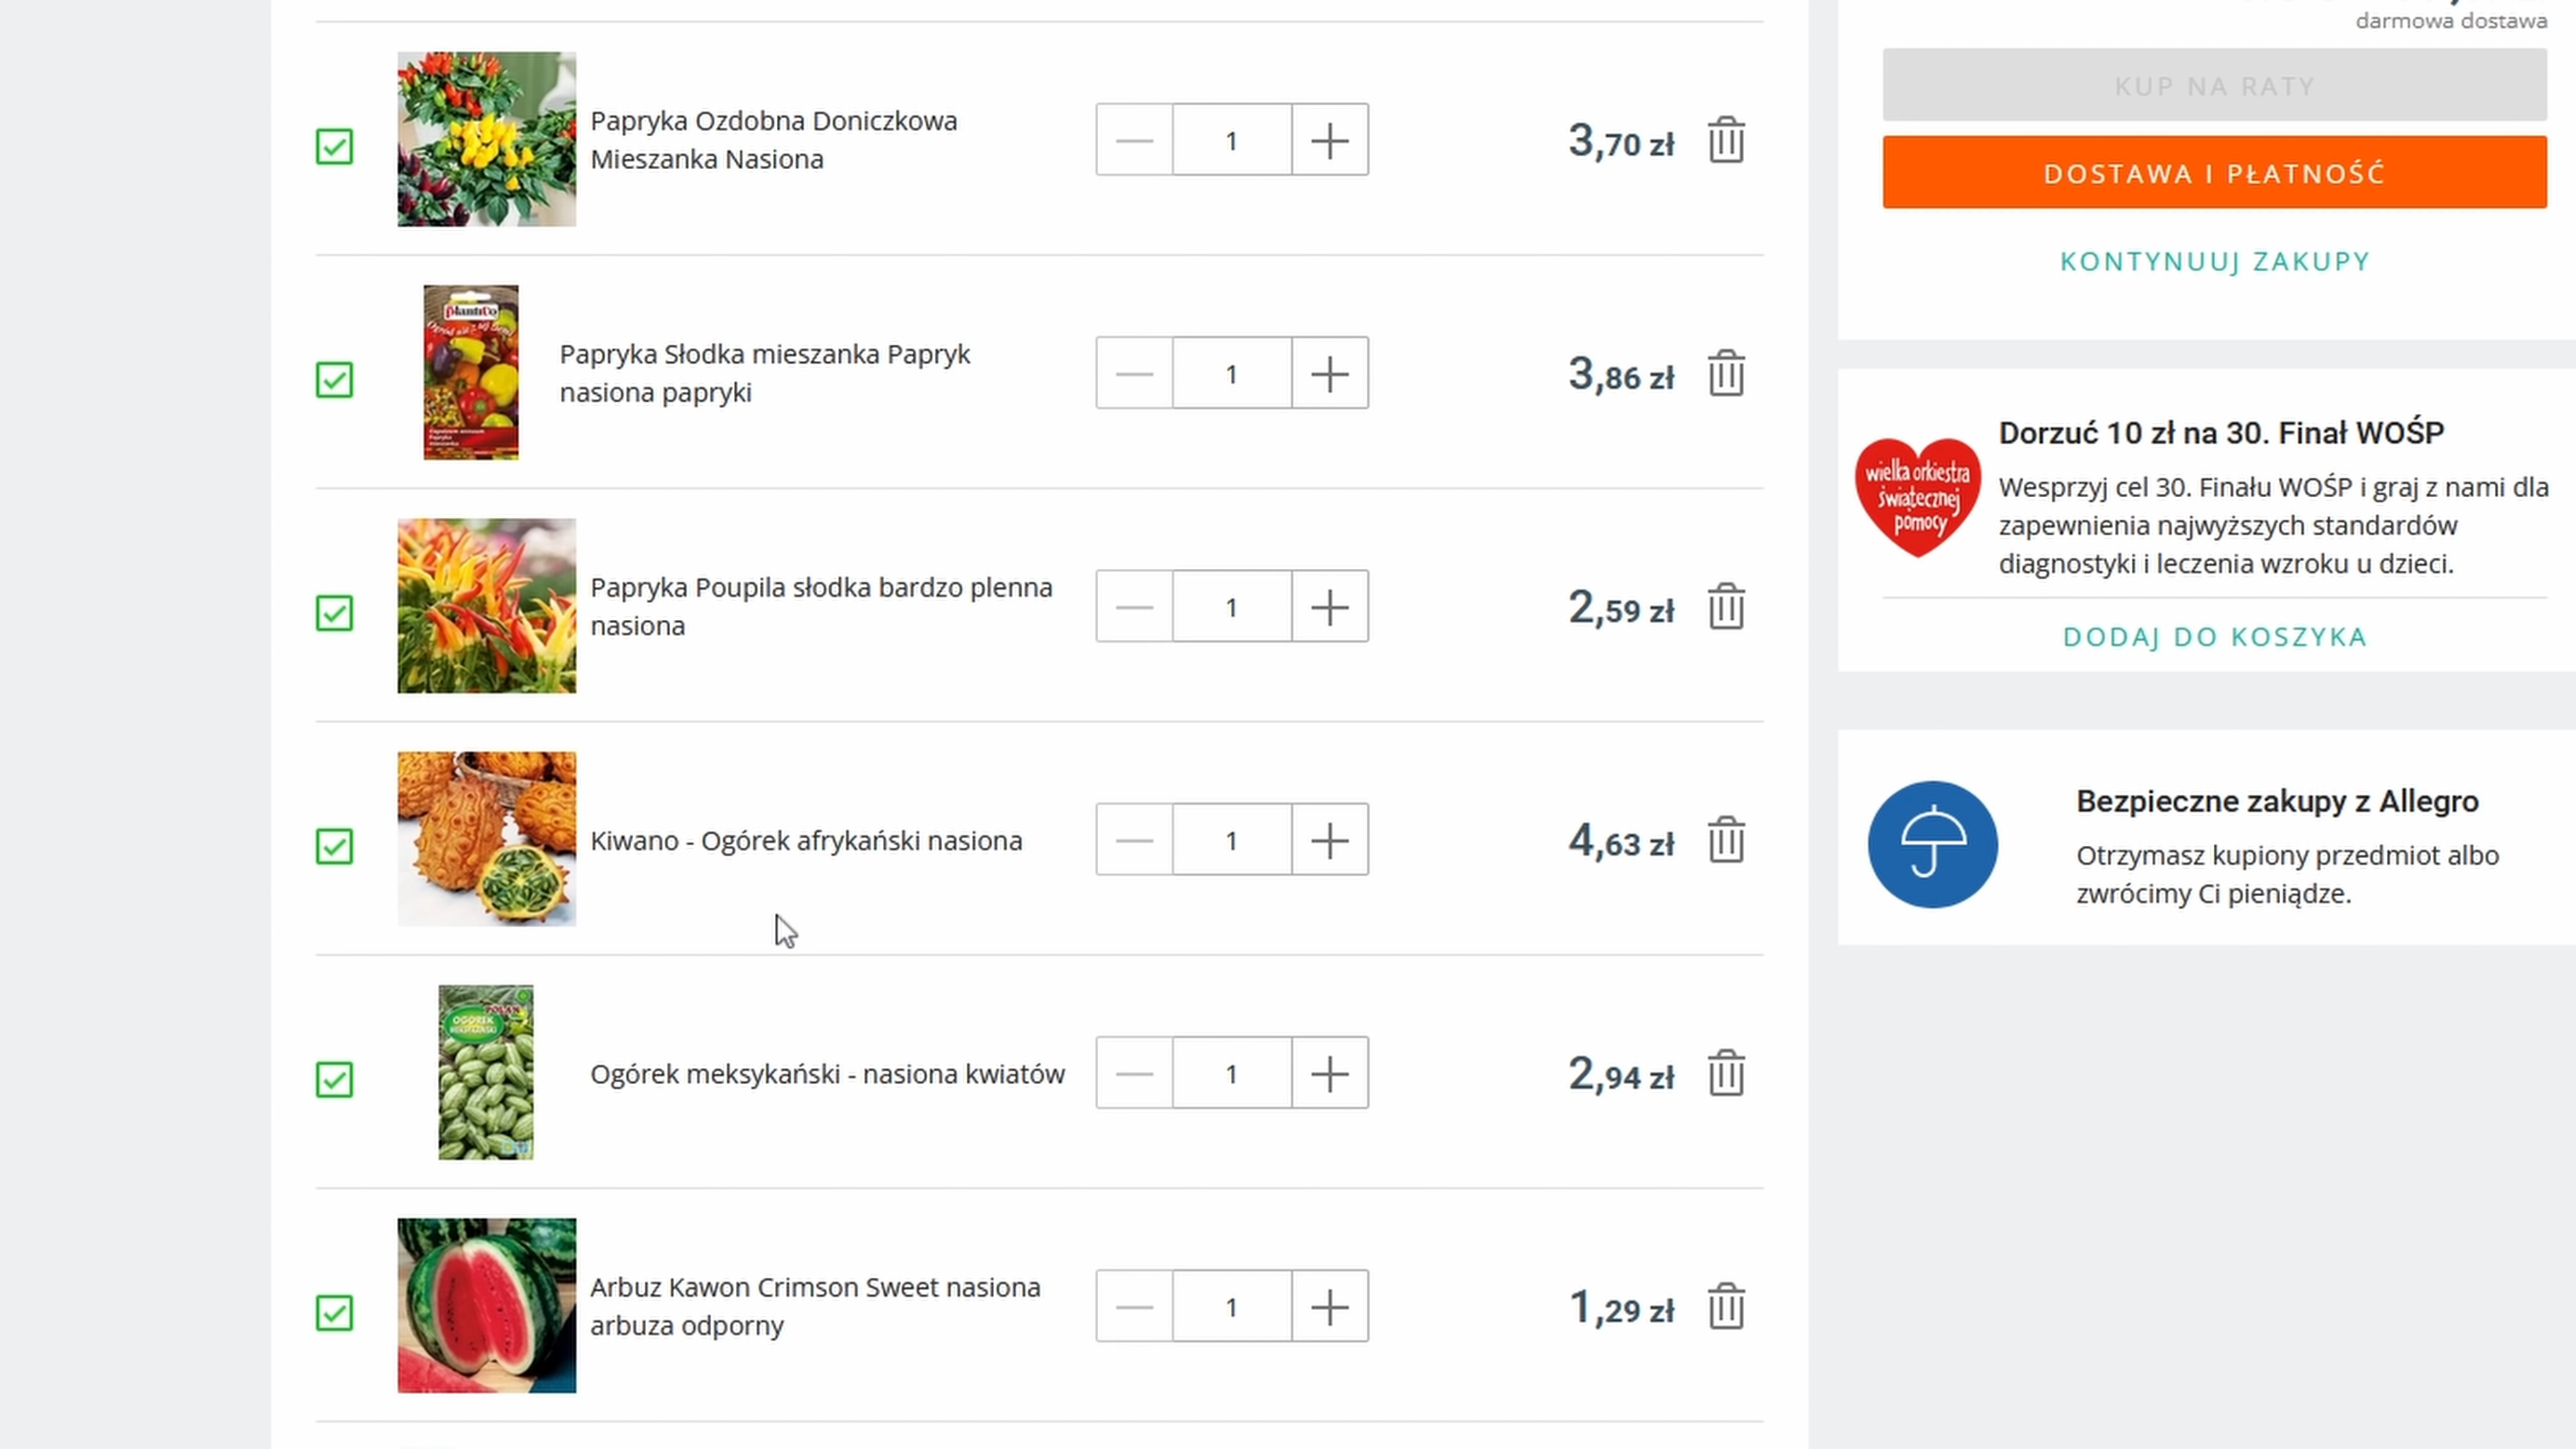 darmowa dostawa
KUP NA RATY
DOSTAWA I PŁATNOŚĆ
KONTYNUUJ ZAKUPY
Papryka Ozdobna Doniczkowa
Mieszanka Nasiona
1
3,70 zł
PlantiCo
Papryka Słodka mieszanka Papryk
nasiona papryki
1
3,86 zł
Papryka Poupila słodka bardzo plenna
nasiona
1
2,59 zł
Kiwano - Ogórek afrykański nasiona
1
4,63 zł
POLAN
OGÓREK
MEKSYKAŃSKI
Ogórek meksykański - nasiona kwiatów
1
2,94 zł
Arbuz Kawon Crimson Sweet nasiona
arbuza odporny
1
1,29 zł
wielka orkiestra
świątecznej
pomocy
Dorzuć 10 zł na 30. Finał WOŚP
Wesprzyj cel 30. Finału WOŚP i graj z nami dla
zapewnienia najwyższych standardów
diagnostyki i leczenia wzroku u dzieci.
DODAJ DO KOSZYKA
Bezpieczne zakupy z Allegro
Otrzymasz kupiony przedmiot albo
zwrócimy Ci pieniądze.